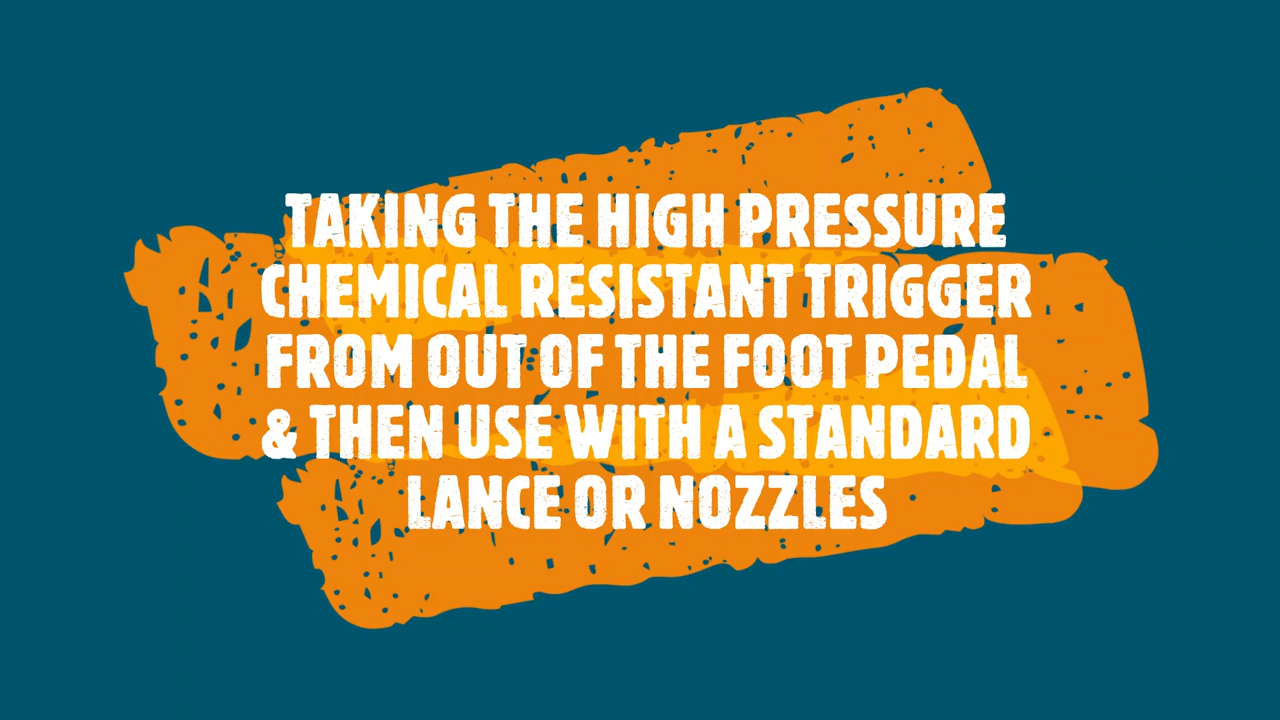 TAKING THE HIGH PRESSURE
CHEMICAL RESISTANT TRIGGER
FROM OUT OF THE FOOT PEDAL
& THEN USE WITH A STANDARD
LANCE OR NOZZLES